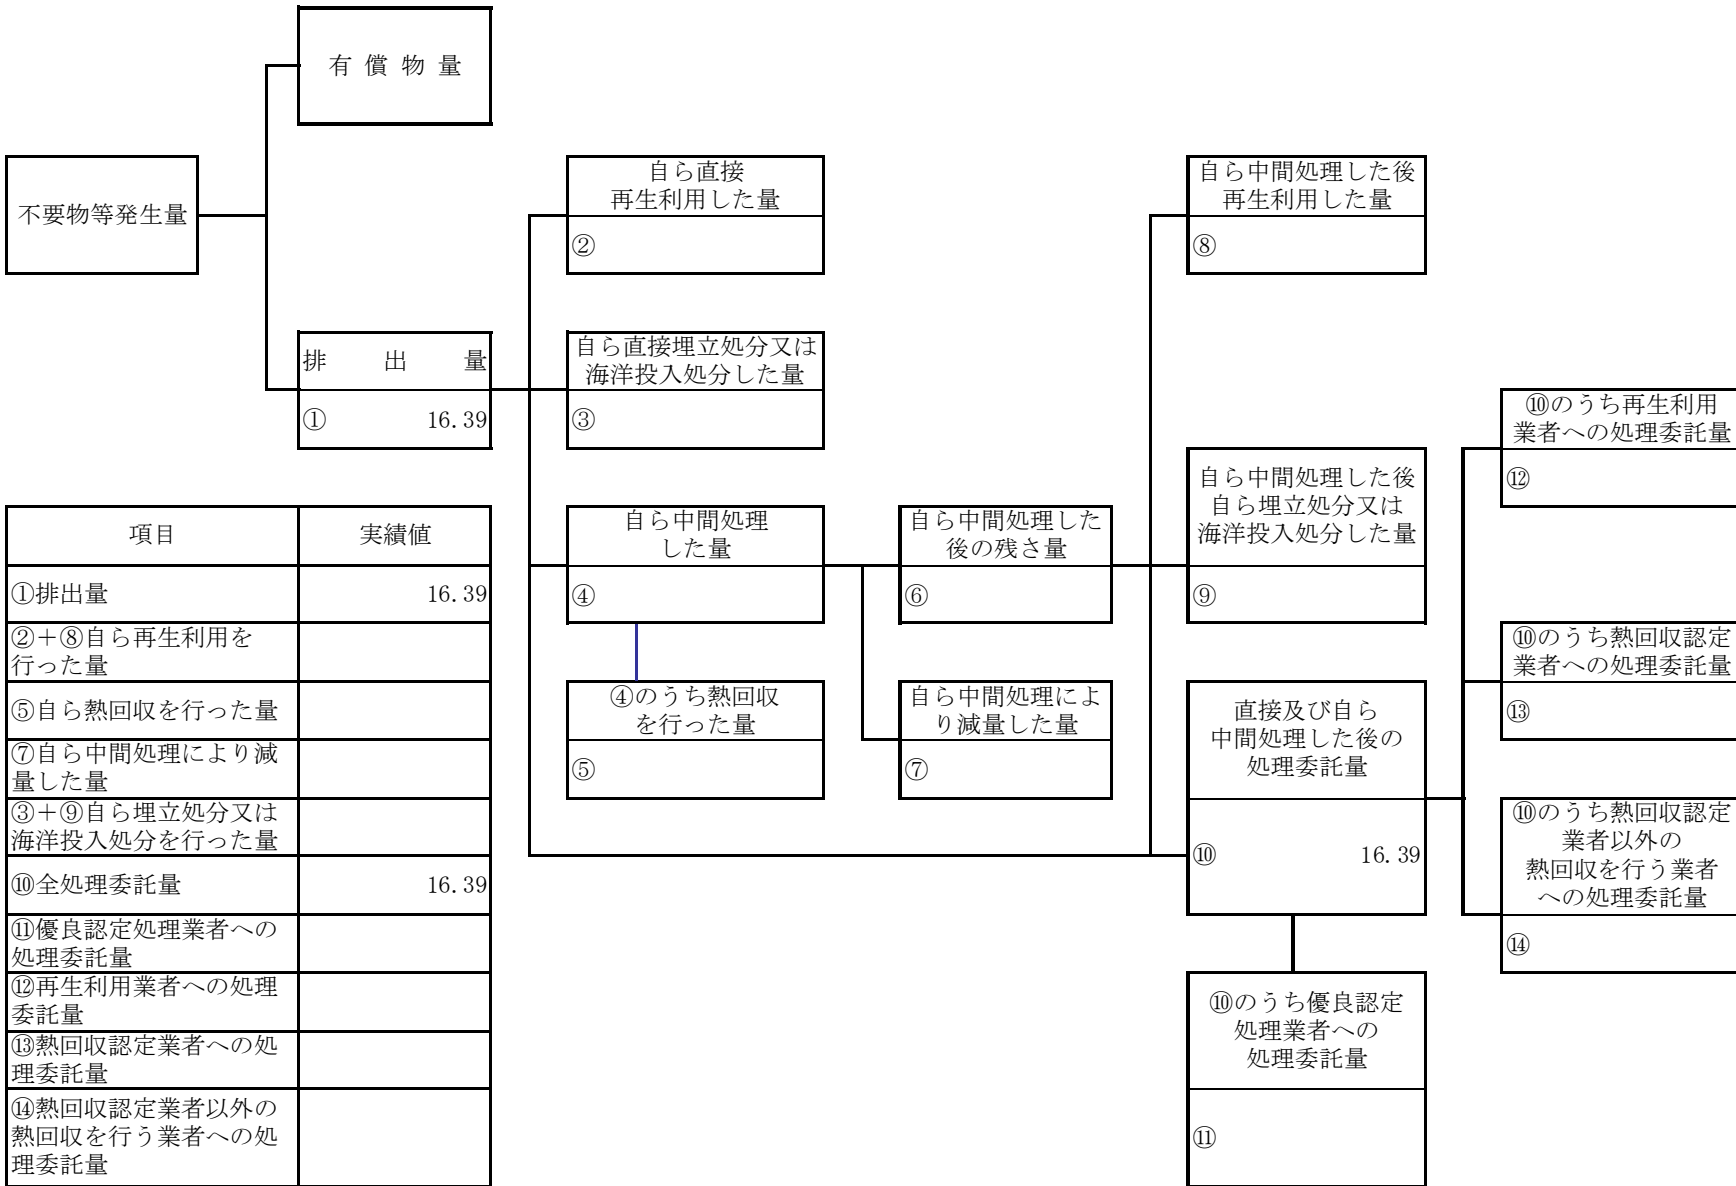 有償物量
不要物等発生量
排出量
① 16.39
自ら直接
再生利用した量
②
自ら直接埋立処分又は
海洋投入処分した量
③
自ら中間処理
した量
④
④のうち熱回収
を行った量
⑤
自ら中間処理した
後の残さ量
⑥
自ら中間処理によ
り減量した量
⑦
自ら中間処理した後
再生利用した量
⑧
自ら中間処理した後
自ら埋立処分又は
海洋投入処分した量
⑨
直接及び自ら
中間処理した後の
処理委託量
⑩ 16.39
⑩のうち優良認定
処理業者への
処理委託量
⑪
⑩のうち再生利用
業者への処理委託量
⑫
⑩のうち熱回収認定
業者への処理委託量
⑬
⑩のうち熱回収認定
業者以外の
熱回収を行う業者
への処理委託量
⑭
項目 実績値
①排出量 16.39
②＋⑧自ら再生利用を
行った量
⑤自ら熱回収を行った量
⑦自ら中間処理により減
量した量
③＋⑨自ら埋立処分又は
海洋投入処分を行った量
⑩全処理委託量 16.39
⑪優良認定処理業者への
処理委託量
⑫再生利用業者への処理
委託量
⑬熱回収認定業者への処
理委託量
⑭熱回収認定業者以外の
熱回収を行う業者への処
理委託量